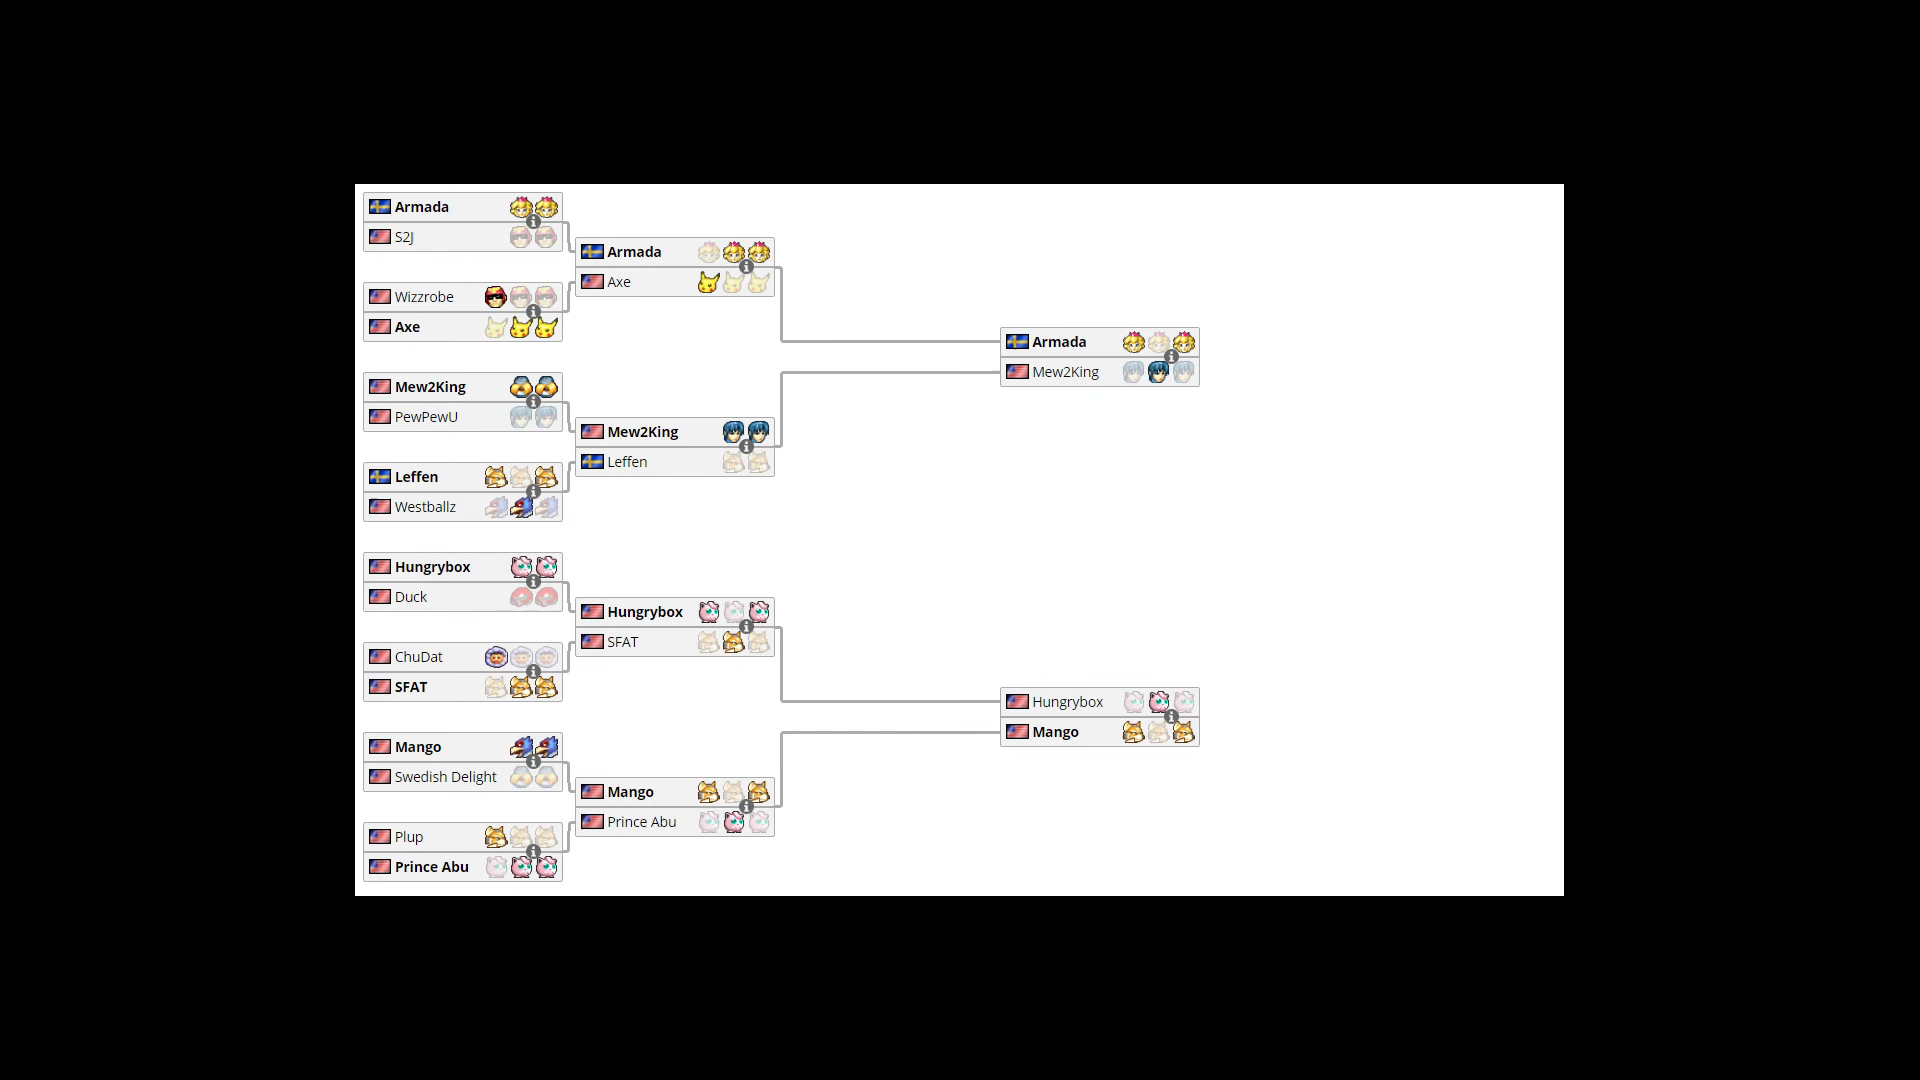 Armada
S2J
Wizzrobe
Axe
Mew2King
PewPewU
Leffen
Westballz
Hungrybox
Duck
ChuDat
SFAT
Mango
Swedish Delight
Plup
Prince Abu
Armada
Axe
Mew2King
Leffen
Hungrybox
SFAT
Mango
Prince Abu
Armada
Mew2King
Hungrybox
Mango